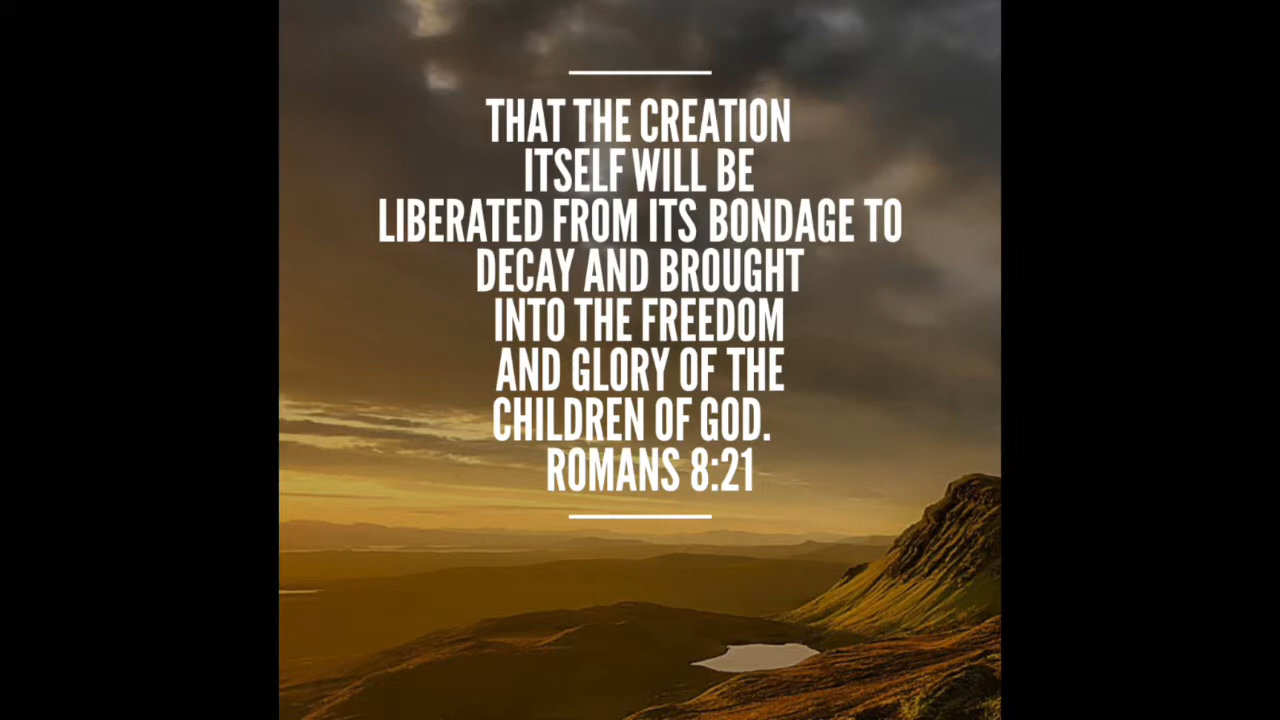 THAT THE CREATION
ITSELF WILL BE
LIBERATED FROM ITS BONDAGE TO
DECAY AND BROUGHT
INTO THE FREEDOM
AND GLORY OF THE
CHILDREN OF GOD.
ROMANS 8:21